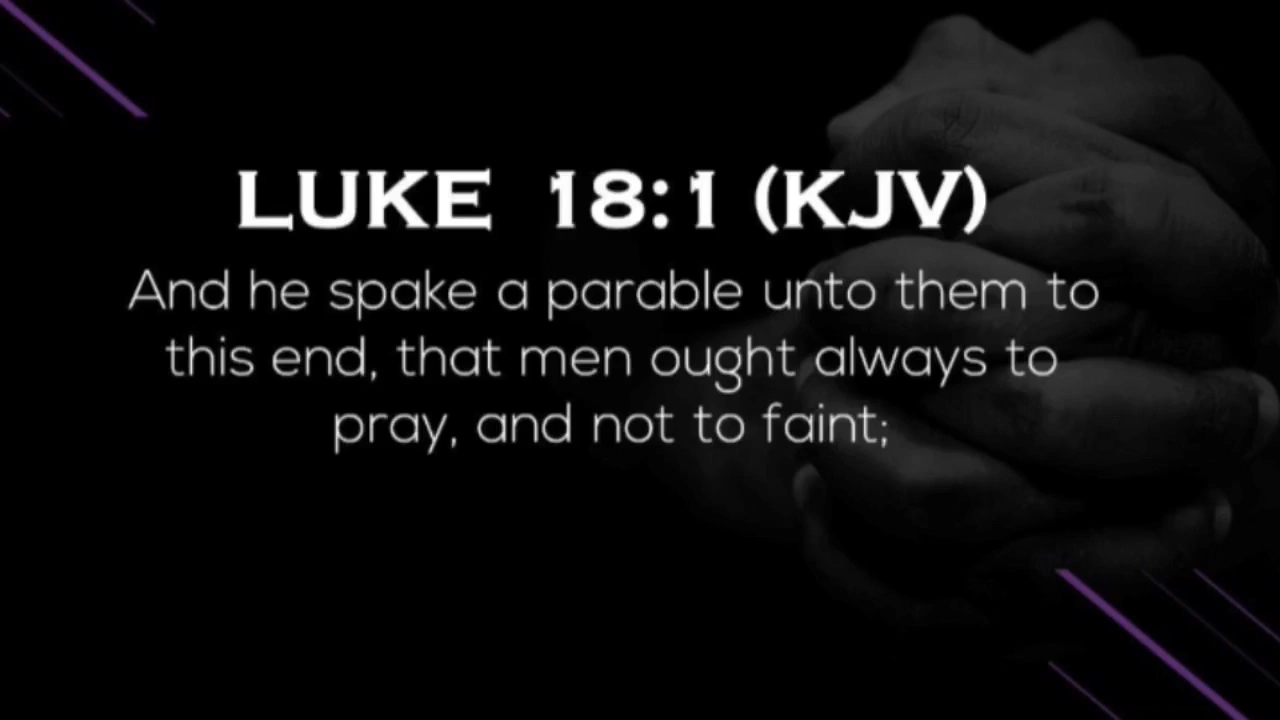 LUKE 18:1 (KJV)
And he spake a parable unto them to
this end, that men ought always to
pray, and not to faint;